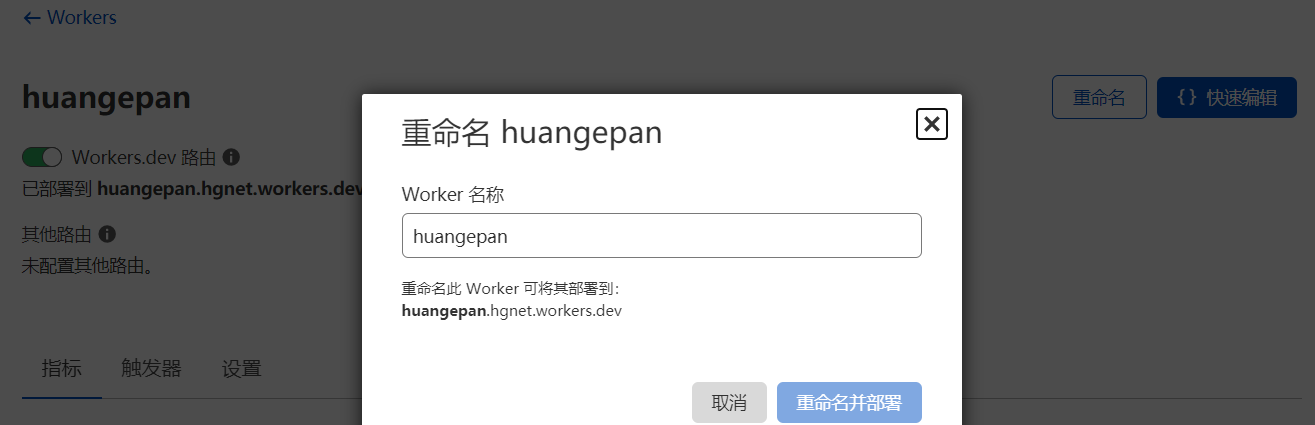 ← Workers
huangepan
重命名
{} 快速编辑
Workers.dev 路由
已部署到 huangepan.hgnet.workers.dev
其他路由
未配置其他路由。
指标 触发器 设置
重命名 huangepan
Worker 名称
huangepan
重命名此 Worker 可将其部署到：
huangepan.hgnet.workers.dev
取消 重命名并部署